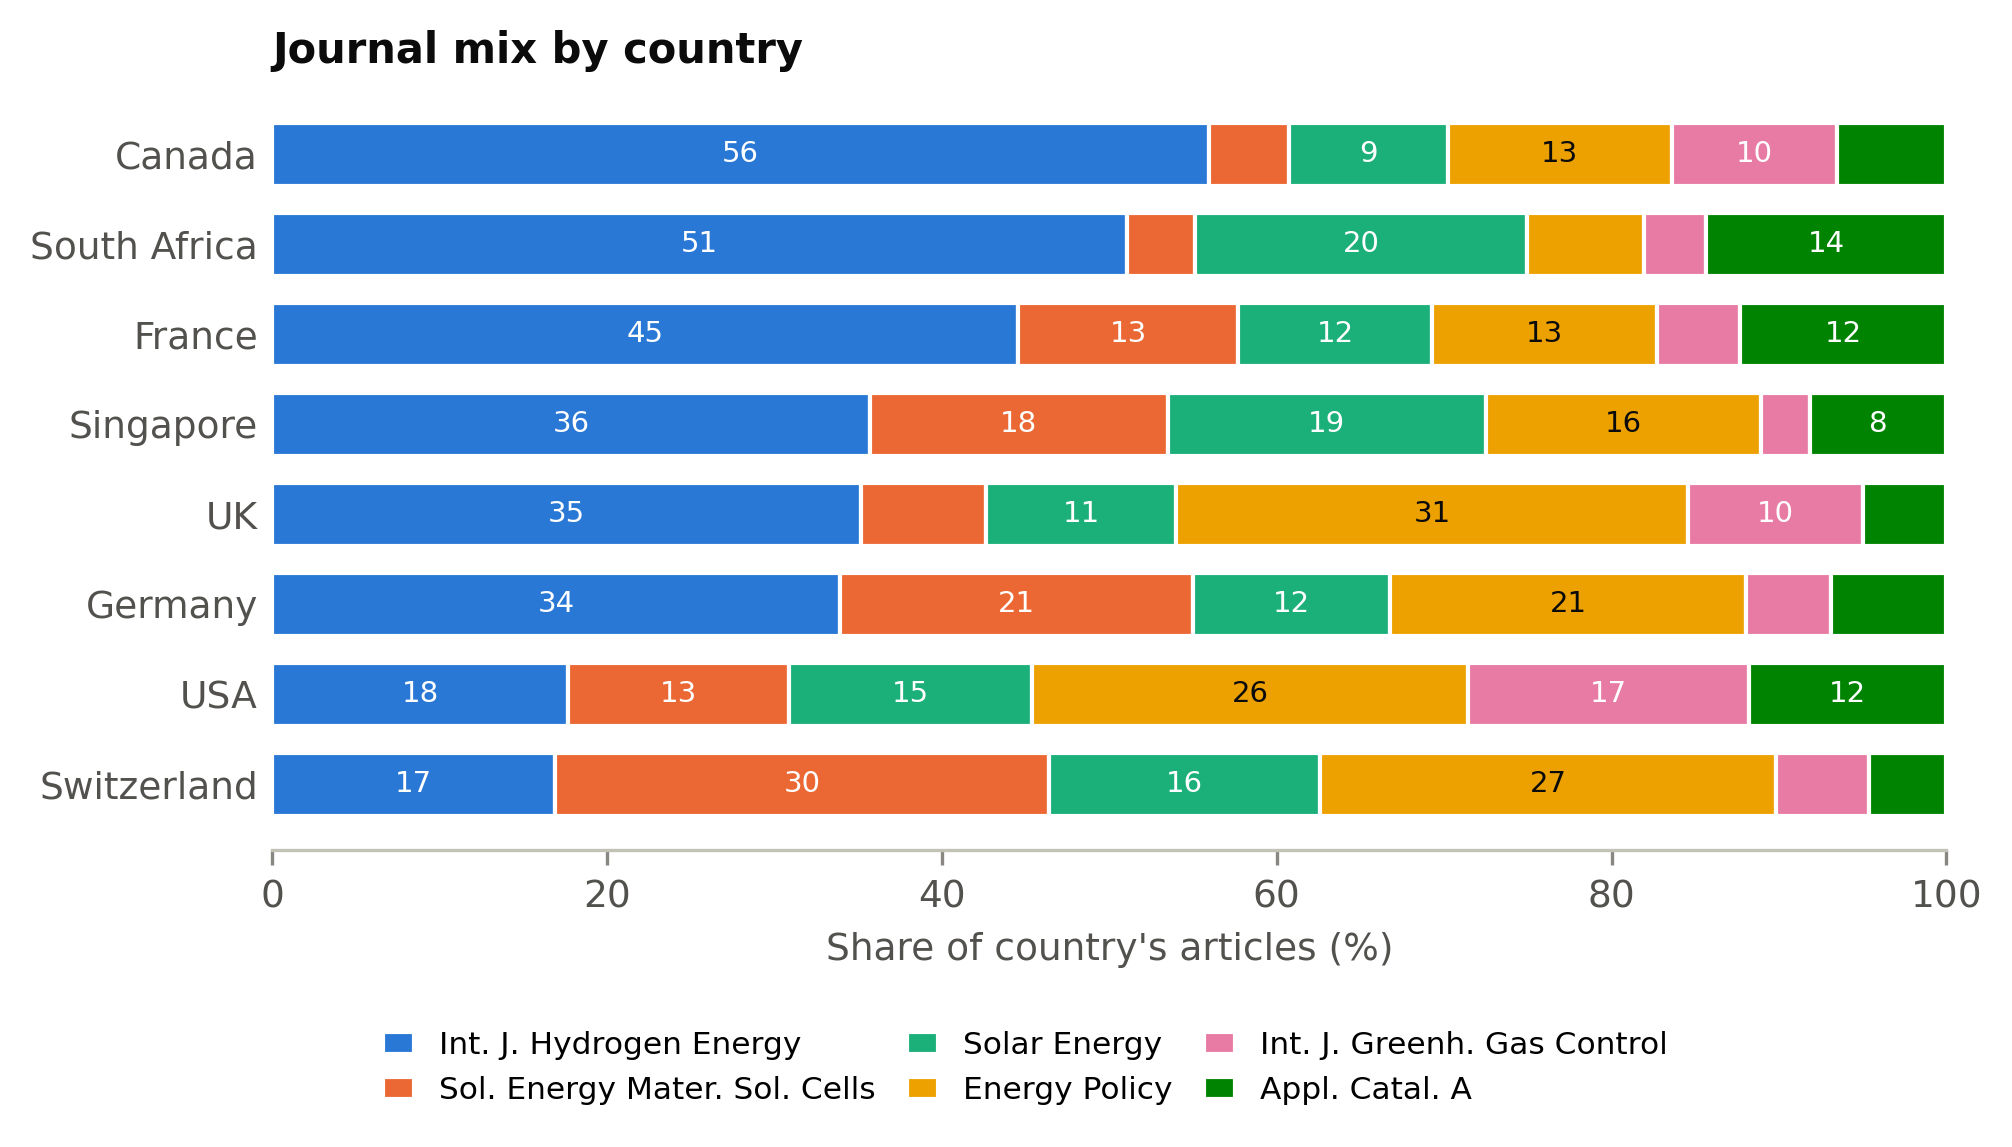 Journal mix by country
Canada 56 9 13 10
South Africa 51 20 14
France 45 13 12 13 12
Singapore 36 18 19 16 8
UK 35 11 31 10
Germany 34 21 12 21
USA 18 13 15 26 17 12
Switzerland 17 30 16 27
0 20 40 60 80 100
Share of country's articles (%)
Int. J. Hydrogen Energy Solar Energy Int. J. Greenh. Gas Control
Sol. Energy Mater. Sol. Cells Energy Policy Appl. Catal. A